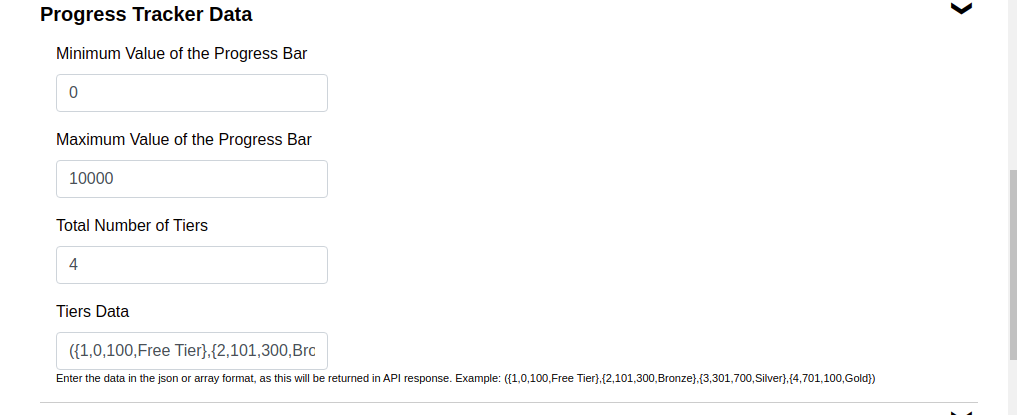 Progress Tracker Data
Minimum Value of the Progress Bar
0
Maximum Value of the Progress Bar
10000
Total Number of Tiers
4
Tiers Data
({1,0,100,Free Tier},{2,101,300,Bro
Enter the data in the json or array format, as this will be returned in API response. Example: ({1,0,100,Free Tier},{2,101,300,Bronze},{3,301,700,Silver},{4,701,100,Gold})